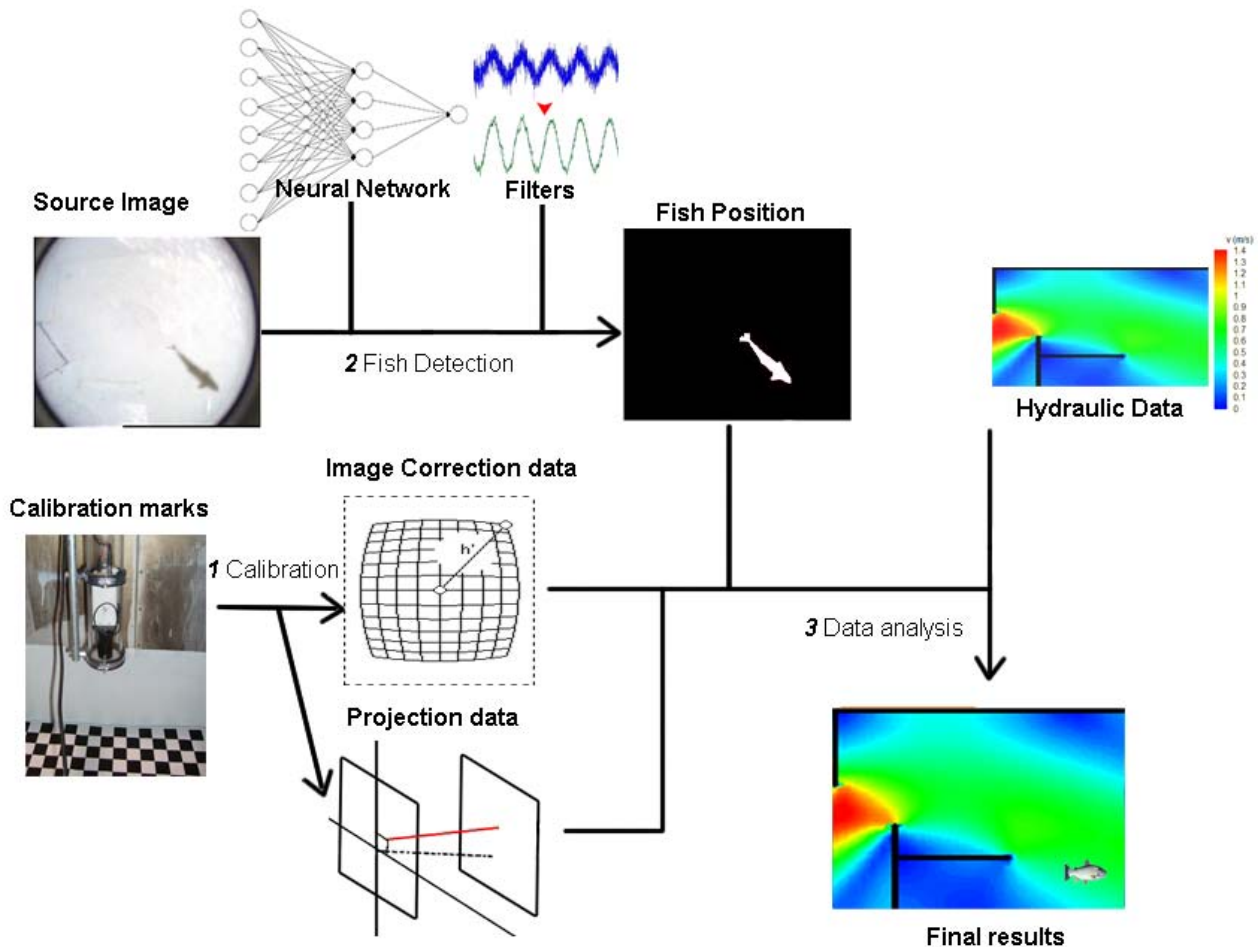 Neural Network
Filters
Source Image
Fish Position
2 Fish Detection
v (m/s)
1.4
1.3
1.2
1.1
1
0.9
0.8
0.7
0.6
0.5
0.4
0.3
0.2
0.1
0
Hydraulic Data
Image Correction data
Calibration marks
1 Calibration
h'
3 Data analysis
Projection data
Final results